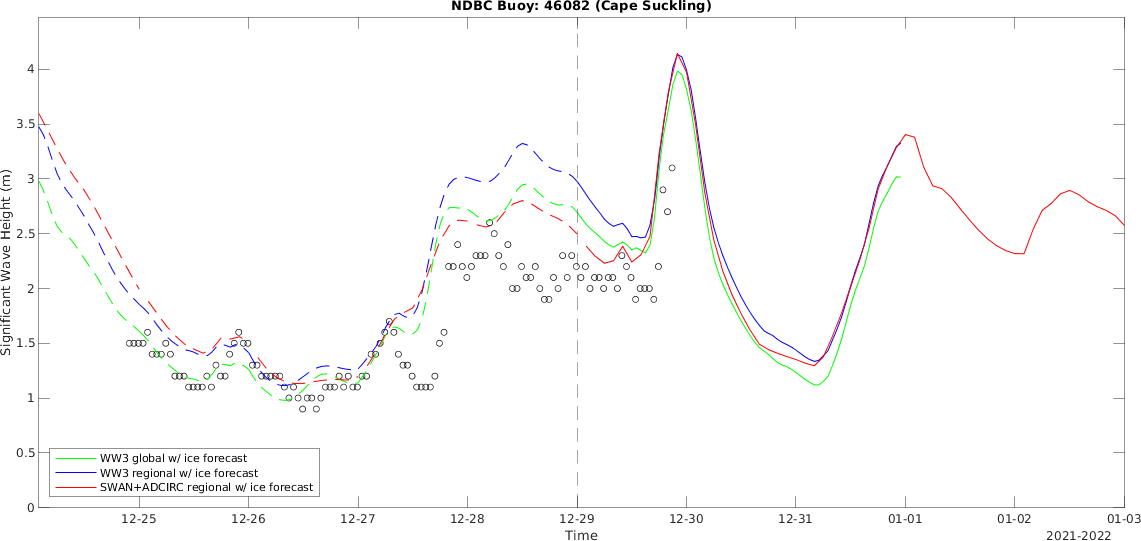 NDBC Buoy: 46082 (Cape Suckling)
Significant Wave Height (m)
4
3.5
3
2.5
2
1.5
1
0.5
0
WW3 global w/ ice forecast
WW3 regional w/ ice forecast
SWAN+ADCIRC regional w/ ice forecast
12-25 12-26 12-27 12-28 12-29 12-30 12-31 01-01 01-02 01-03
Time
2021-2022